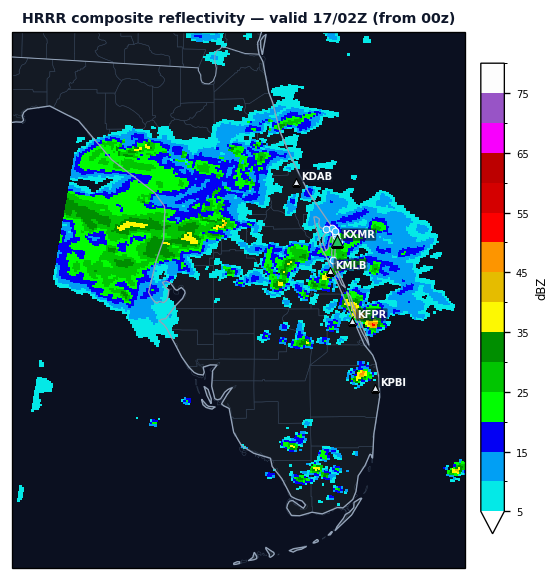 HRRR composite reflectivity — valid 17/02Z (from 00z)
KDAB
KXMR
KMLB
KFPR
KPBI
75
65
55
45
35
25
15
5
dBZ